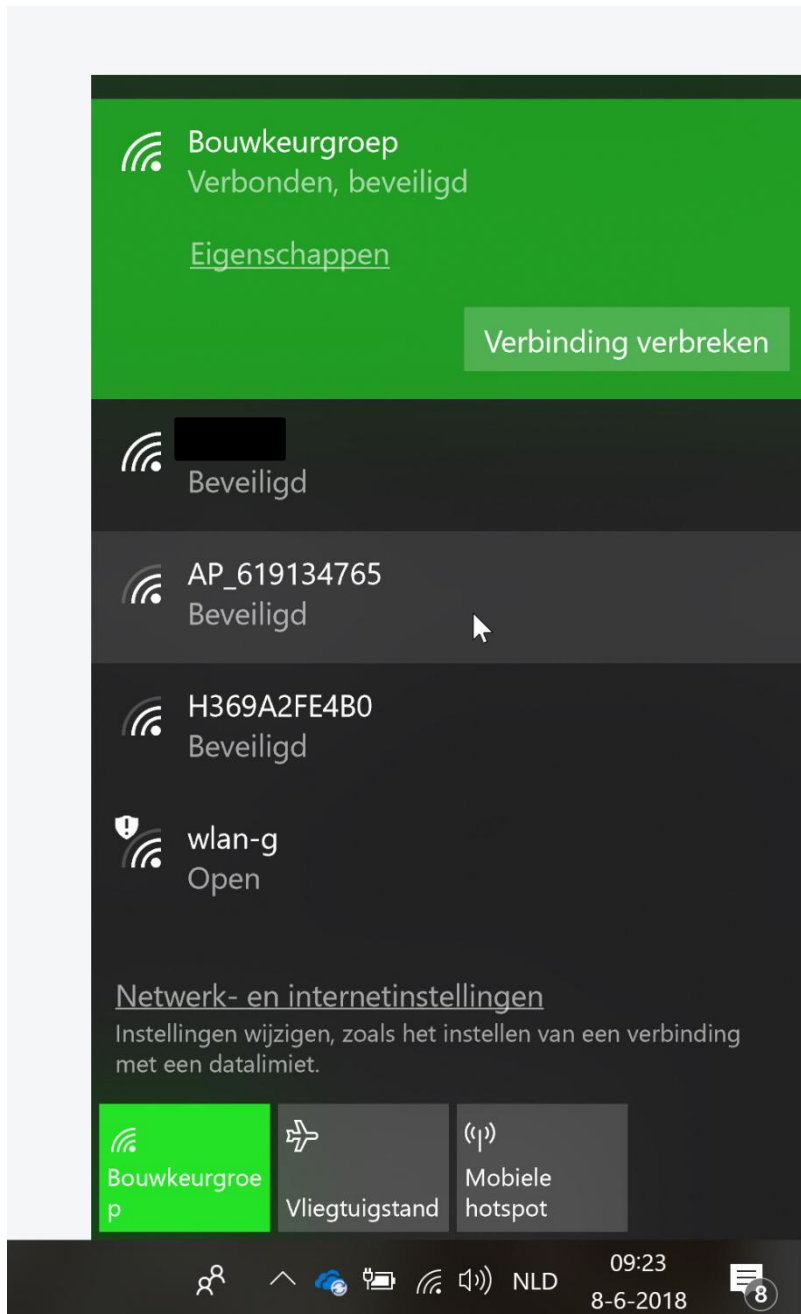 Bouwkeurgroep
Verbonden, beveiligd
Eigenschappen
Verbinding verbreken
Beveiligd
AP_619134765
Beveiligd
H369A2FE4B0
Beveiligd
wlan-g
Open
Netwerk- en internetinstellingen
Instellingen wijzigen, zoals het instellen van een verbinding
met een datalimiet.
Bouwkeurgroe
p
Vliegtuigstand
Mobiele
hotspot
NLD
09:23
8-6-2018
8